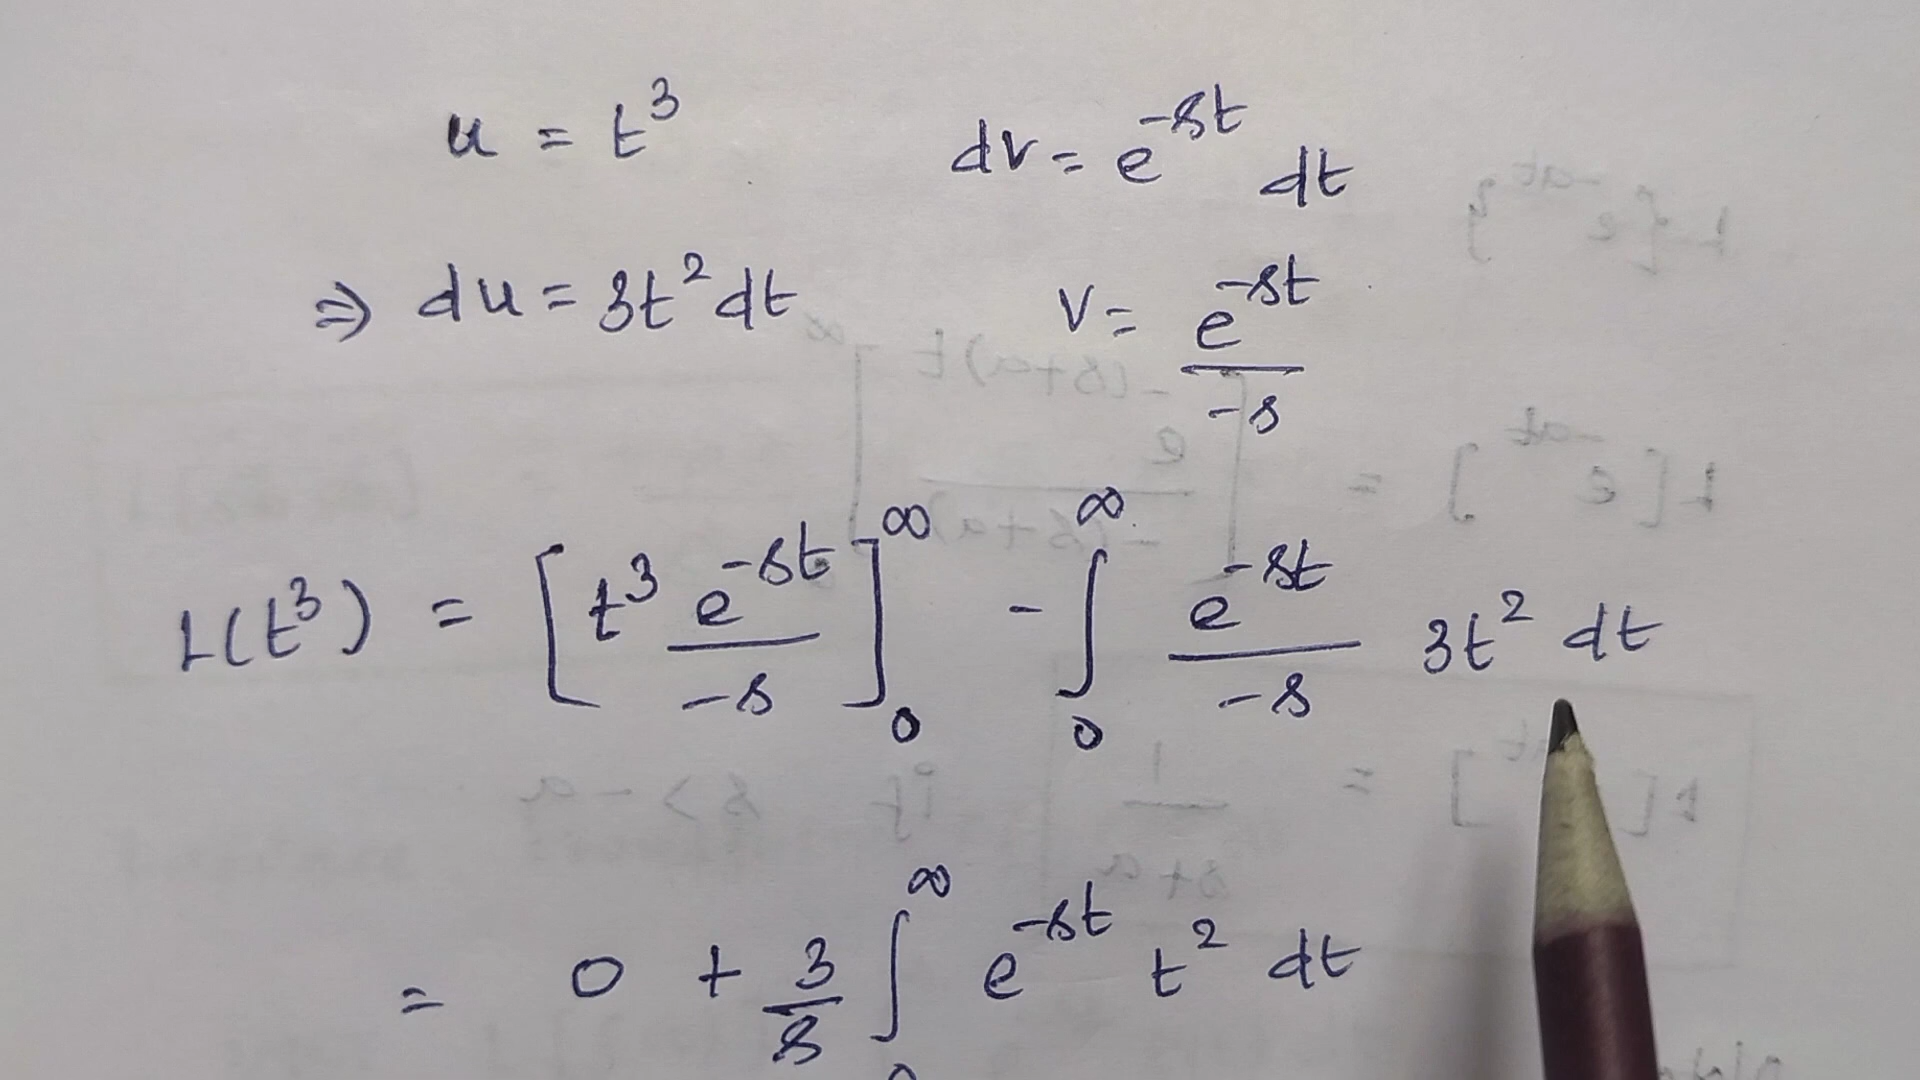 u = t³ dv = e^{-st} dt
⇒ du = 3t² dt v = e^{-st}/-s
L(t³) = [t³ e^{-st}/-s]₀^∞ - ∫₀^∞ e^{-st}/-s 3t² dt
= 0 + 3/s ∫₀^∞ e^{-st} t² dt